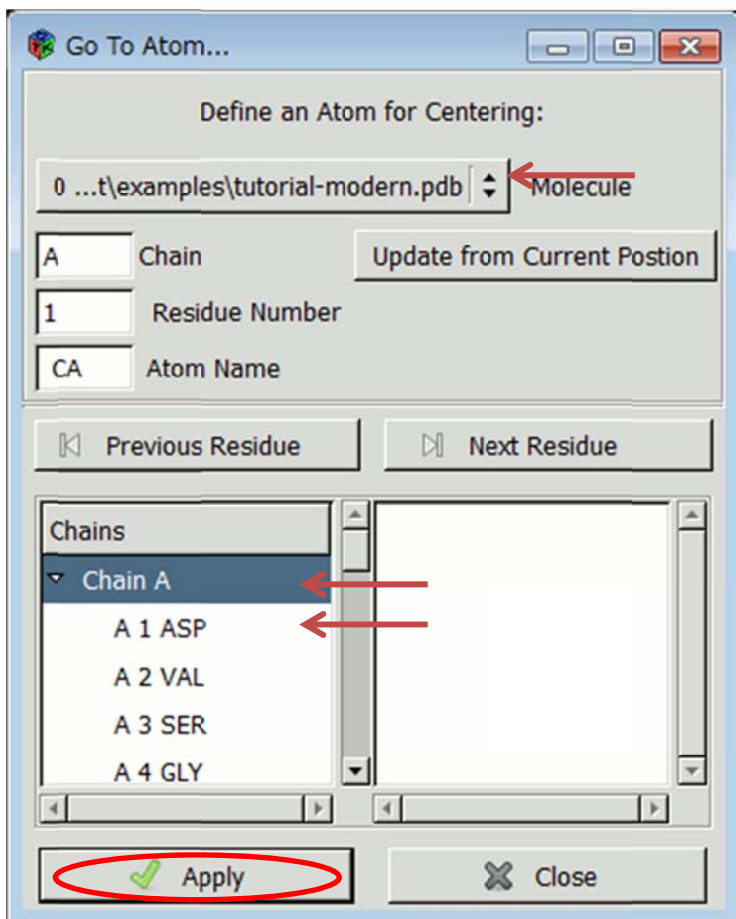 Go To Atom...
Define an Atom for Centering:
0 ...t\examples\tutorial-modern.pdb Molecule
A Chain Update from Current Postion
1 Residue Number
CA Atom Name
Previous Residue Next Residue
Chains
Chain A
A 1 ASP
A 2 VAL
A 3 SER
A 4 GLY
Apply Close